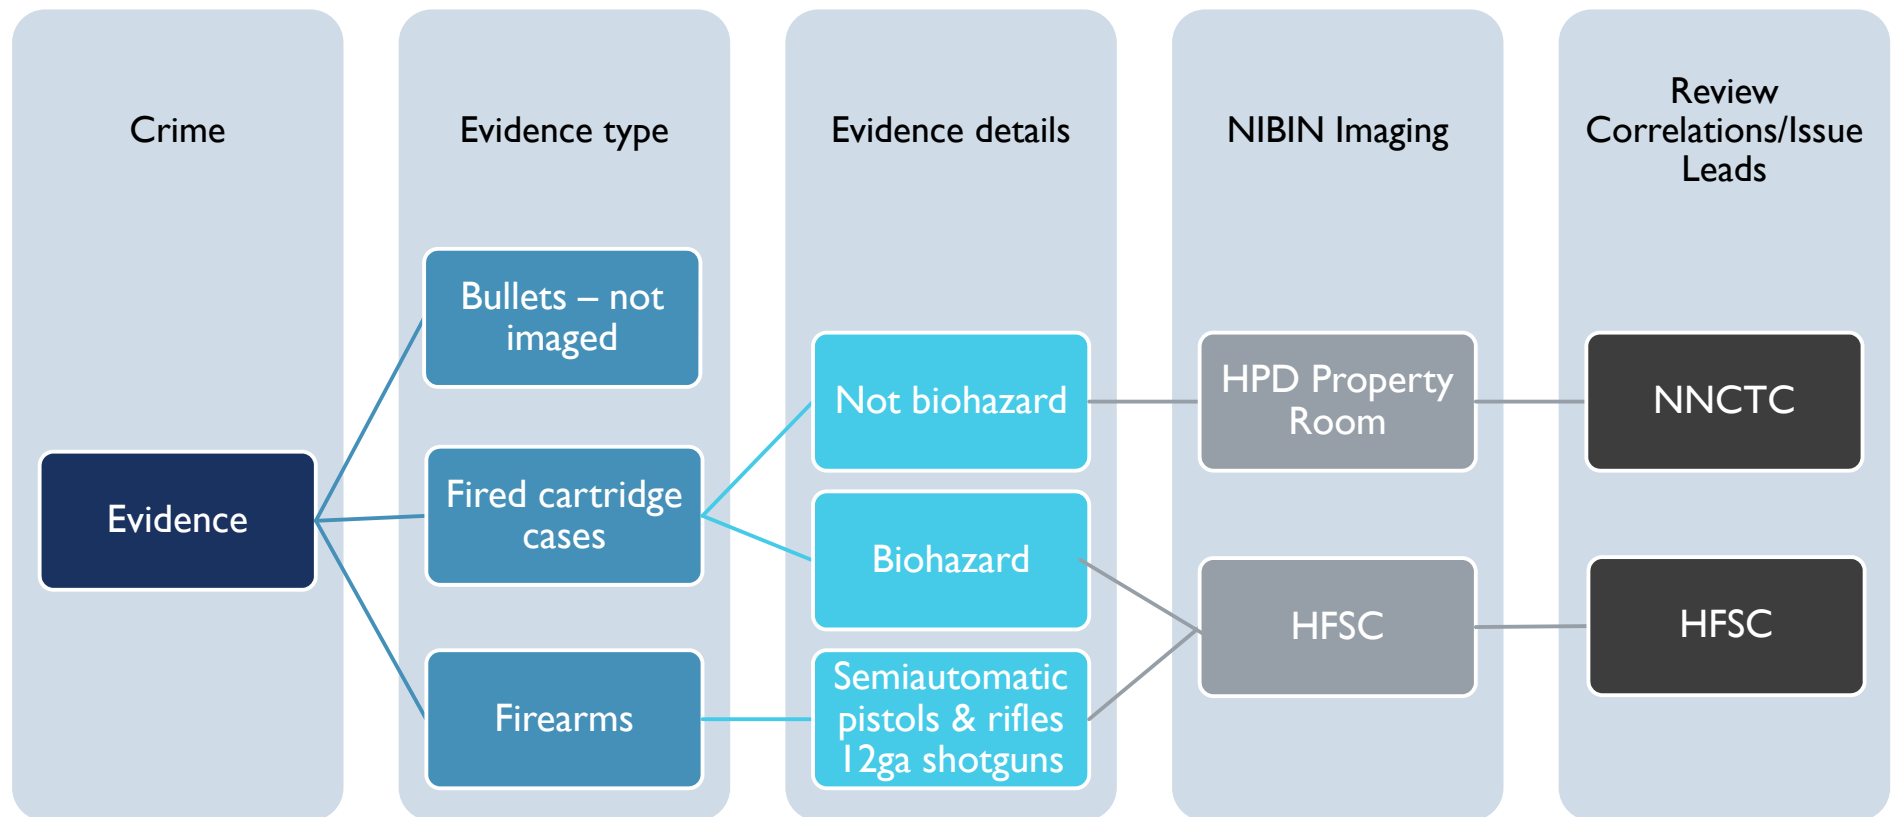 Crime
Evidence
Evidence type
Bullets – not
imaged
Fired cartridge
cases
Firearms
Evidence details
Not biohazard
Biohazard
Semiautomatic
pistols & rifles
12ga shotguns
NIBIN Imaging
HPD Property
Room
HFSC
Review
Correlations/Issue
Leads
NNCTC
HFSC